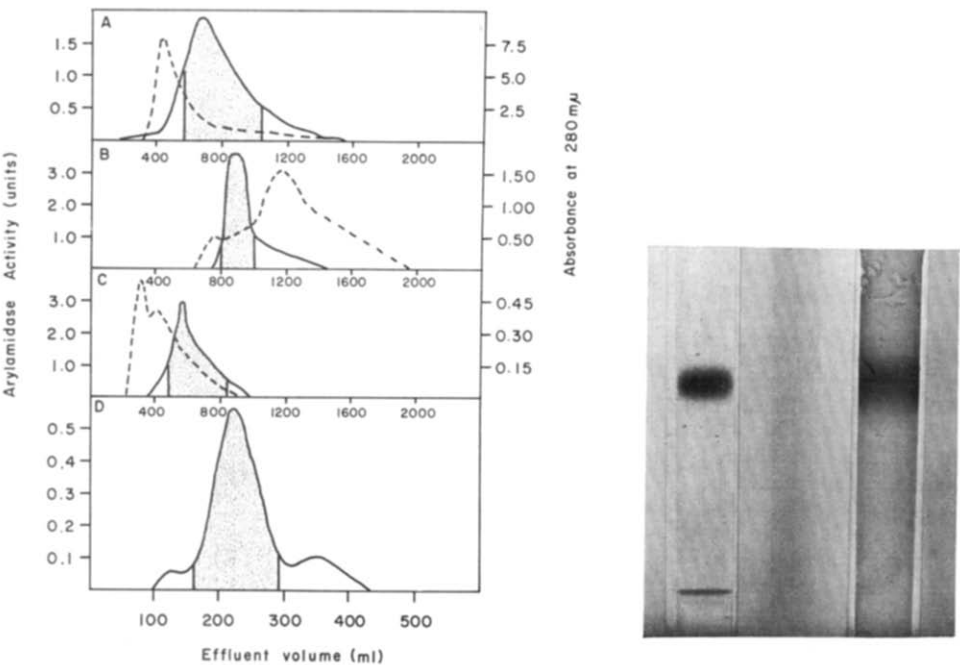 A
1.5
1.0
0.5
7.5
5.0
2.5
400 800 1200 1600 2000
B
3.0
2.0
1.0
1.50
1.00
0.50
400 800 1200 1600 2000
C
3.0
2.0
1.0
0.45
0.30
0.15
400 800 1200 1600 2000
D
0.5
0.4
0.3
0.2
0.1
100 200 300 400 500
Effluent volume (ml)
Arylamidase Activity (units)
Absorbance at 280 mμ